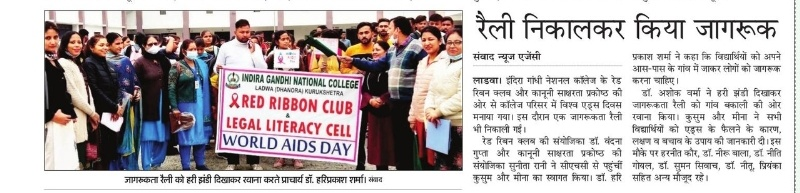 INDIRA GANDHI NATIONAL COLLEGE
LADWA (DHANORA) KURUKSHETRA
RED RIBBON CLUB
&
LEGAL LITERACY CELL
WORLD AIDS DAY
जागरूकता रैली को हरी झंडी दिखाकर रवाना करते प्राचार्य डॉ. हरिप्रकाश शर्मा। संवाद
रैली निकालकर किया जागरूक
संवाद न्यूज एजेंसी
लाडवा। इंदिरा गांधी नेशनल कॉलेज के रेड
रिबन क्लब और कानूनी साक्षरता प्रकोष्ठ की
ओर से कॉलेज परिसर में विश्व एड्स दिवस
मनाया गया। इस दौरान एक जागरूकता रैली
भी निकाली गई।
रेड रिबन क्लब की संयोजिका डॉ. वंदना
गुप्ता और कानूनी साक्षरता प्रकोष्ठ की
संयोजिका सुनीता रानी ने सीएचसी से पहुंचीं
कुसुम और मीना का स्वागत किया। डॉ. हरि
प्रकाश शर्मा ने कहा कि विद्यार्थियों को अपने
आस-पास के गांव में जाकर लोगों को जागरूक
करना चाहिए।
डॉ. अशोक वर्मा ने हरी झंडी दिखाकर
जागरूकता रैली को गांव बकाली की ओर
रवाना किया। कुसुम और मीना ने सभी
विद्यार्थियों को एड्स के फैलने के कारण,
लक्षण व बचाव के उपाय की जानकारी दी। इस
मौके पर हरनीत कौर, डॉ. नीरू बाला, डॉ. नीति
गोयल, डॉ. सुमन सिवाच, डॉ. नीतू, प्रियंका
सहित अन्य मौजूद रहे।